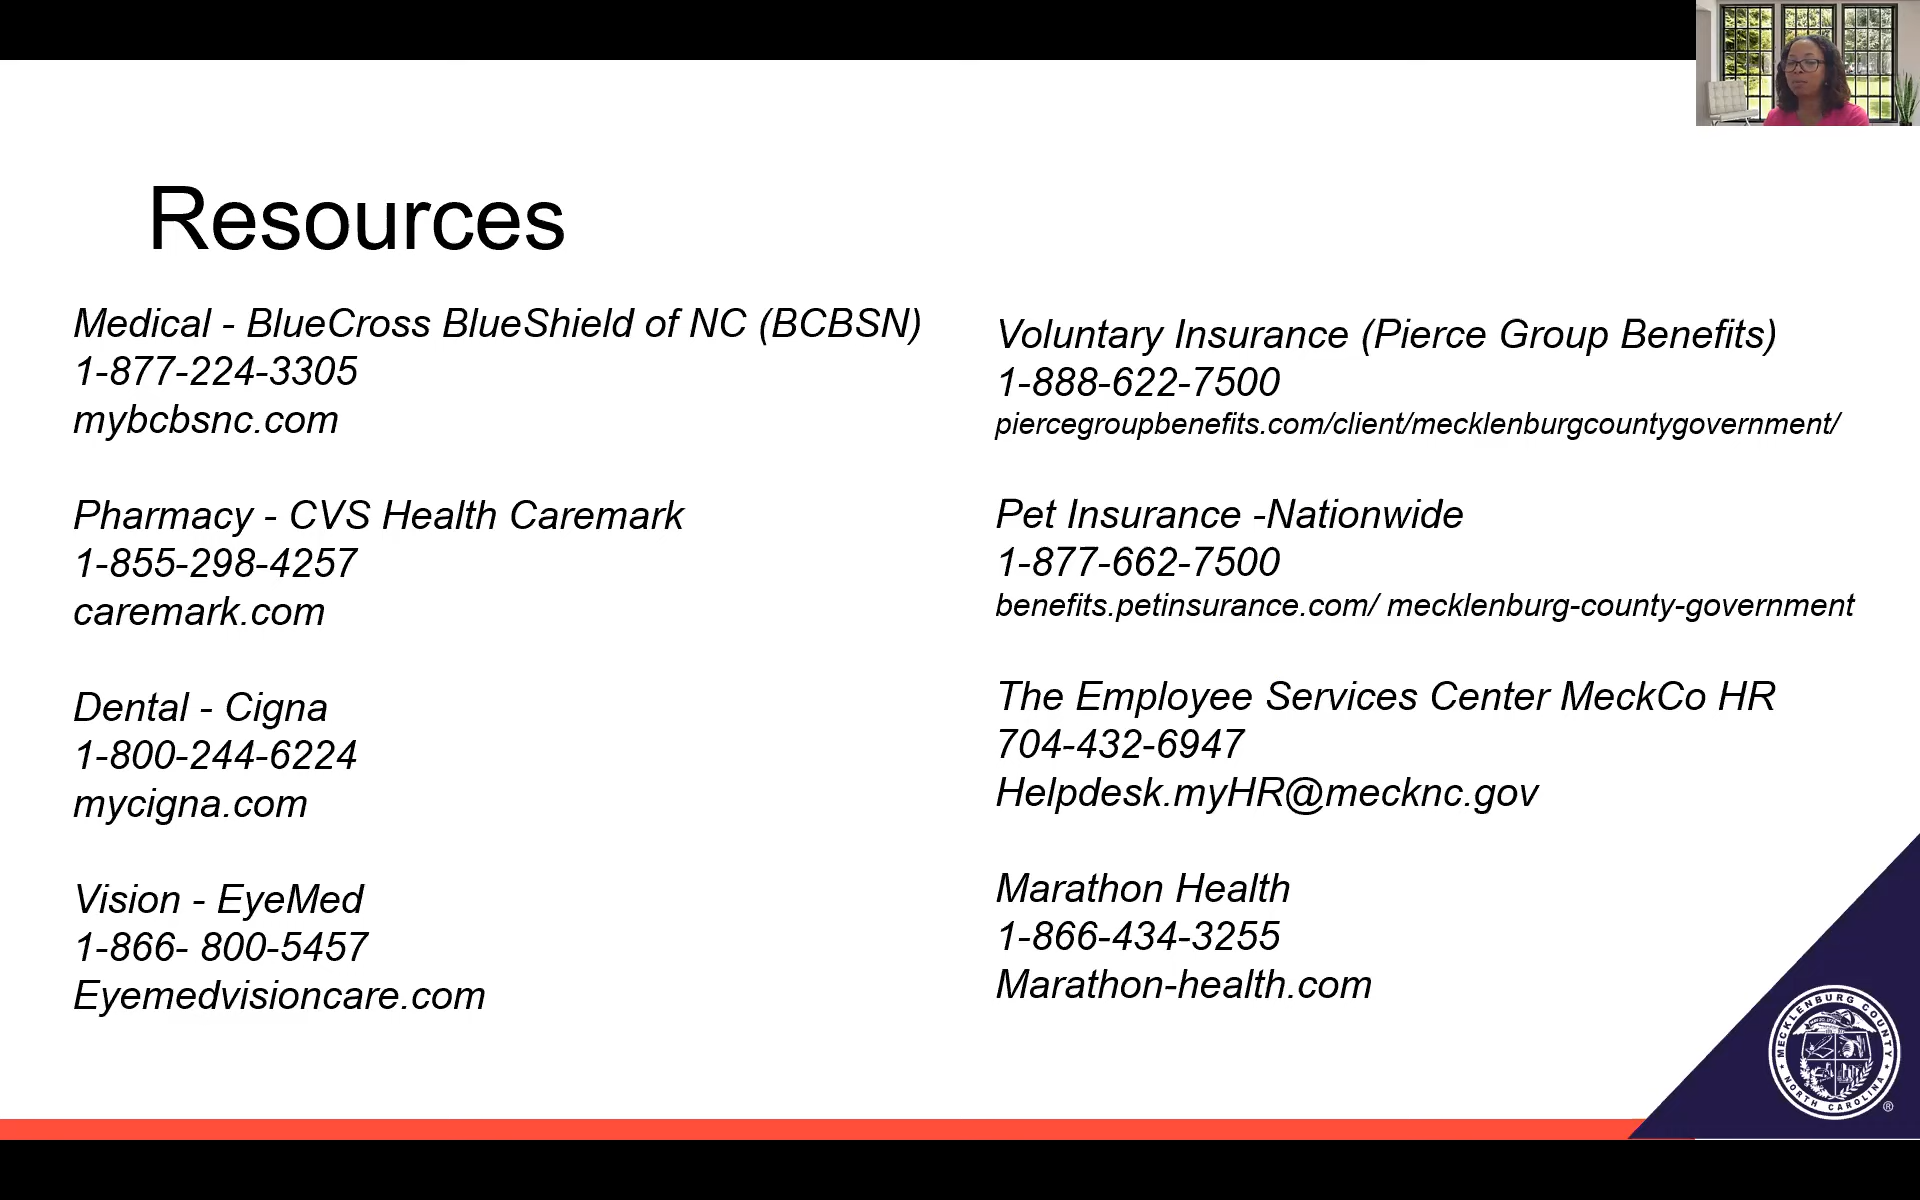 Resources
Medical - BlueCross BlueShield of NC (BCBSN)
1-877-224-3305
mybcbsnc.com
Pharmacy - CVS Health Caremark
1-855-298-4257
caremark.com
Dental - Cigna
1-800-244-6224
mycigna.com
Vision - EyeMed
1-866- 800-5457
Eyemedvisioncare.com
Voluntary Insurance (Pierce Group Benefits)
1-888-622-7500
piercegroupbenefits.com/client/mecklenburgcountygovernment/
Pet Insurance -Nationwide
1-877-662-7500
benefits.petinsurance.com/ mecklenburg-county-government
The Employee Services Center MeckCo HR
704-432-6947
Helpdesk.myHR@mecknc.gov
Marathon Health
1-866-434-3255
Marathon-health.com
MECKLENBURG COUNTY
NORTH CAROLINA
®